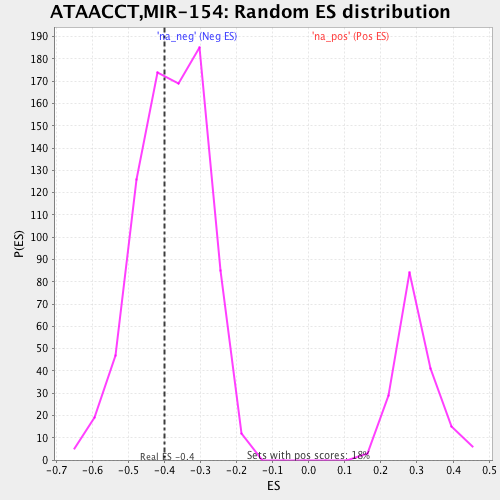 ATAACCT,MIR-154: Random ES distribution
'na_neg' (Neg ES)
'na_pos' (Pos ES)
190
180
170
160
150
140
130
120
110
100
90
80
70
60
50
40
30
20
10
0
P(ES)
Real ES -0.4
Sets with pos scores: 18%
-0.7 -0.6 -0.5 -0.4 -0.3 -0.2 -0.1 0.0 0.1 0.2 0.3 0.4 0.5
ES